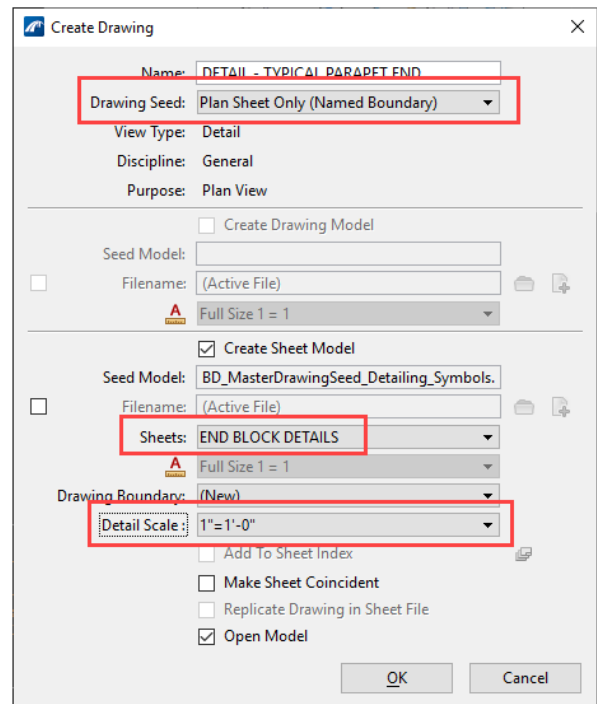 Create Drawing
Name: DETAIL - TYPICAL PARAPET END
Drawing Seed: Plan Sheet Only (Named Boundary)
View Type: Detail
Discipline: General
Purpose: Plan View
Create Drawing Model
Seed Model:
Filename: (Active File)
A Full Size 1 = 1
Create Sheet Model
Seed Model: BD_MasterDrawingSeed_Detailing_Symbols.
Filename: (Active File)
Sheets: END BLOCK DETAILS
A Full Size 1 = 1
Drawing Boundary: (New)
Detail Scale : 1"=1'-0"
Add To Sheet Index
Make Sheet Coincident
Replicate Drawing in Sheet File
Open Model
OK Cancel